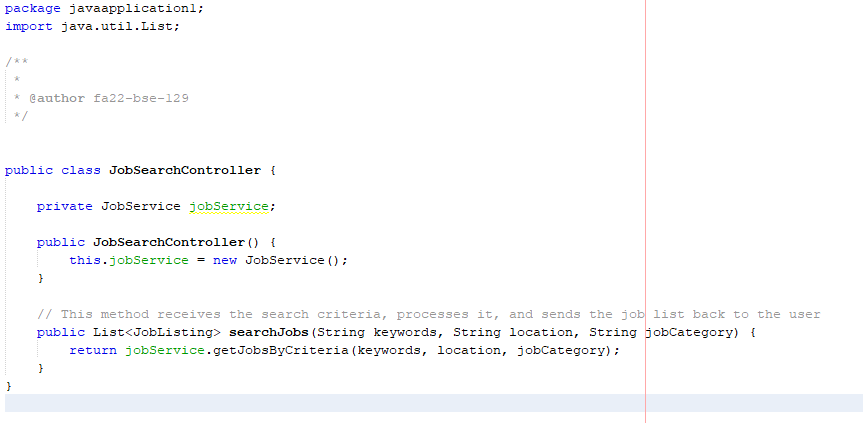 package javaapplication1;
import java.util.List;
/**
 *
 * @author fa22-bse-129
 */
public class JobSearchController {
    private JobService jobService;
    public JobSearchController() {
        this.jobService = new JobService();
    }
    // This method receives the search criteria, processes it, and sends the job list back to the user
    public List<JobListing> searchJobs(String keywords, String location, String jobCategory) {
        return jobService.getJobsByCriteria(keywords, location, jobCategory);
    }
}